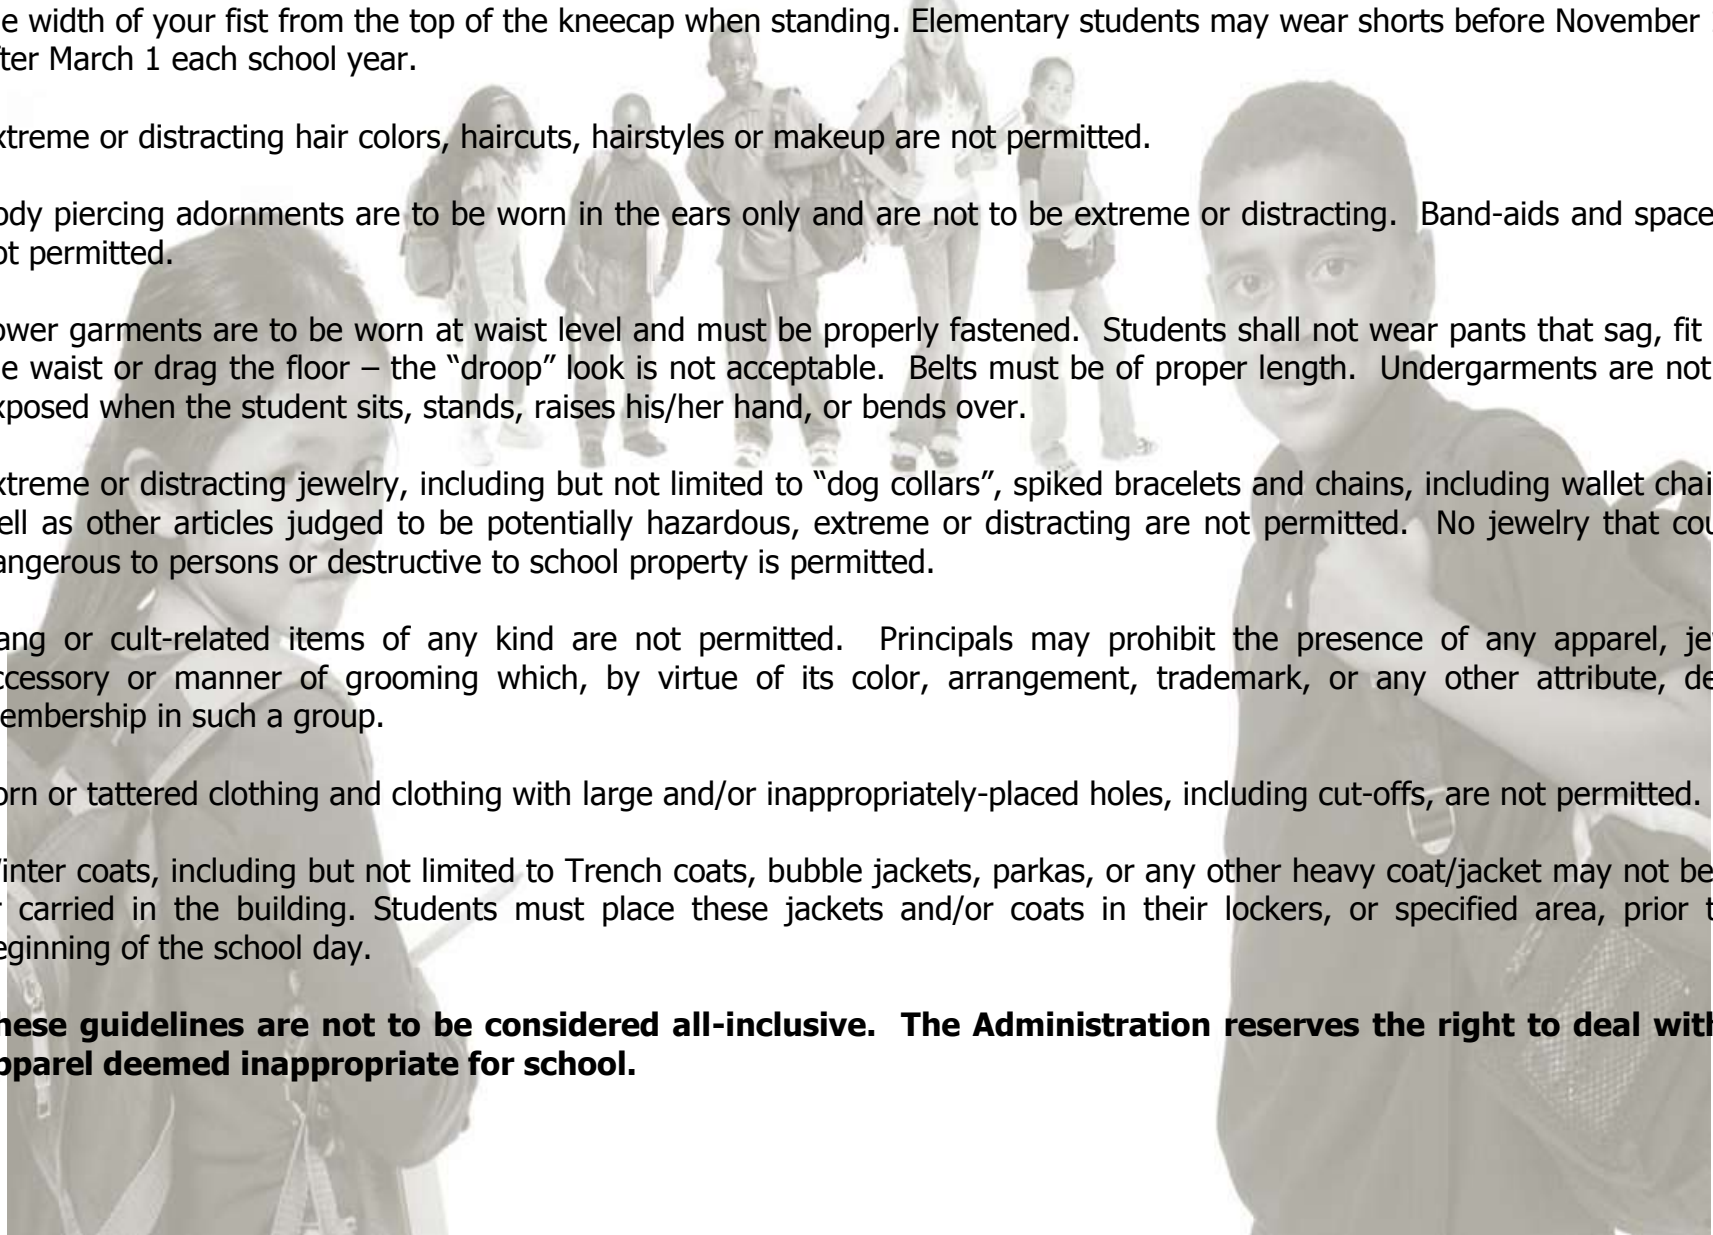 e width of your fist from the top of the kneecap when standing. Elementary students may wear shorts before November
ter March 1 each school year.
xtreme or distracting hair colors, haircuts, hairstyles or makeup are not permitted.
ody piercing adornments are to be worn in the ears only and are not to be extreme or distracting. Band-aids and space
ot permitted.
ower garments are to be worn at waist level and must be properly fastened. Students shall not wear pants that sag, fit
e waist or drag the floor – the “droop” look is not acceptable. Belts must be of proper length. Undergarments are not
xposed when the student sits, stands, raises his/her hand, or bends over.
xtreme or distracting jewelry, including but not limited to “dog collars”, spiked bracelets and chains, including wallet chai
ell as other articles judged to be potentially hazardous, extreme or distracting are not permitted. No jewelry that cou
angerous to persons or destructive to school property is permitted.
ang or cult-related items of any kind are not permitted. Principals may prohibit the presence of any apparel, je
ccessory or manner of grooming which, by virtue of its color, arrangement, trademark, or any other attribute, de
embership in such a group.
orn or tattered clothing and clothing with large and/or inappropriately-placed holes, including cut-offs, are not permitted.
inter coats, including but not limited to Trench coats, bubble jackets, parkas, or any other heavy coat/jacket may not be
carried in the building. Students must place these jackets and/or coats in their lockers, or specified area, prior t
eginning of the school day.
hese guidelines are not to be considered all-inclusive. The Administration reserves the right to deal with
pparel deemed inappropriate for school.